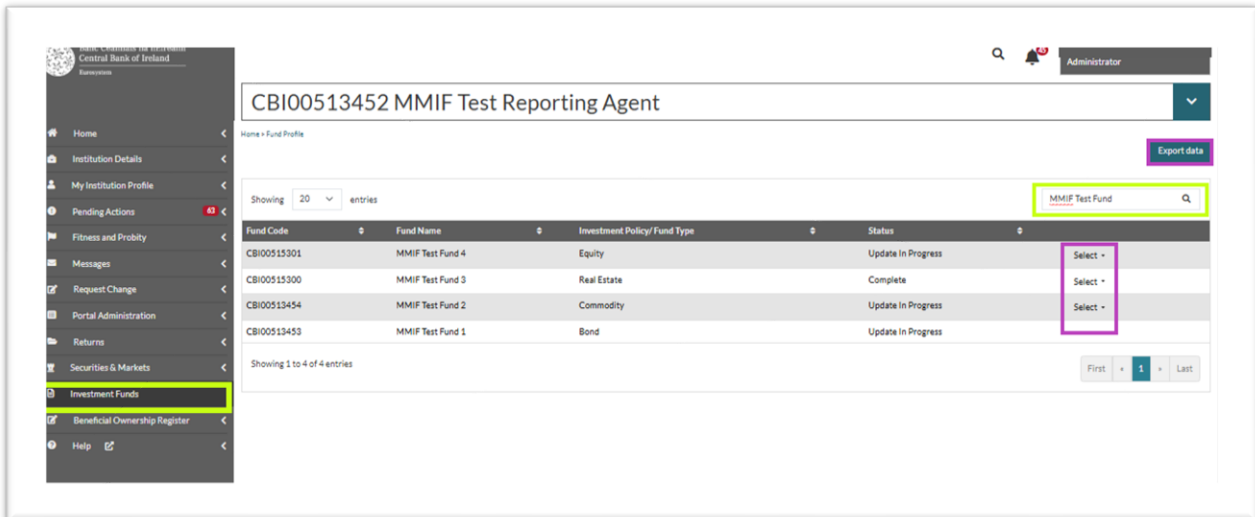 Central Bank of Ireland
Eurosystem
45
Administrator
CBI00513452 MMIF Test Reporting Agent
Home > Fund Profile
Export data
Home
Institution Details
My Institution Profile
Pending Actions 63
Fitness and Probity
Messages
Request Change
Portal Administration
Returns
Securities & Markets
Investment Funds
Beneficial Ownership Register
Help
Showing 20 entries
MMIF Test Fund
Fund Code Fund Name Investment Policy/ Fund Type Status
CBI00515301 MMIF Test Fund 4 Equity Update In Progress Select
CBI00515300 MMIF Test Fund 3 Real Estate Complete Select
CBI00513454 MMIF Test Fund 2 Commodity Update In Progress Select
CBI00513453 MMIF Test Fund 1 Bond Update In Progress
Showing 1 to 4 of 4 entries
First « 1 » Last